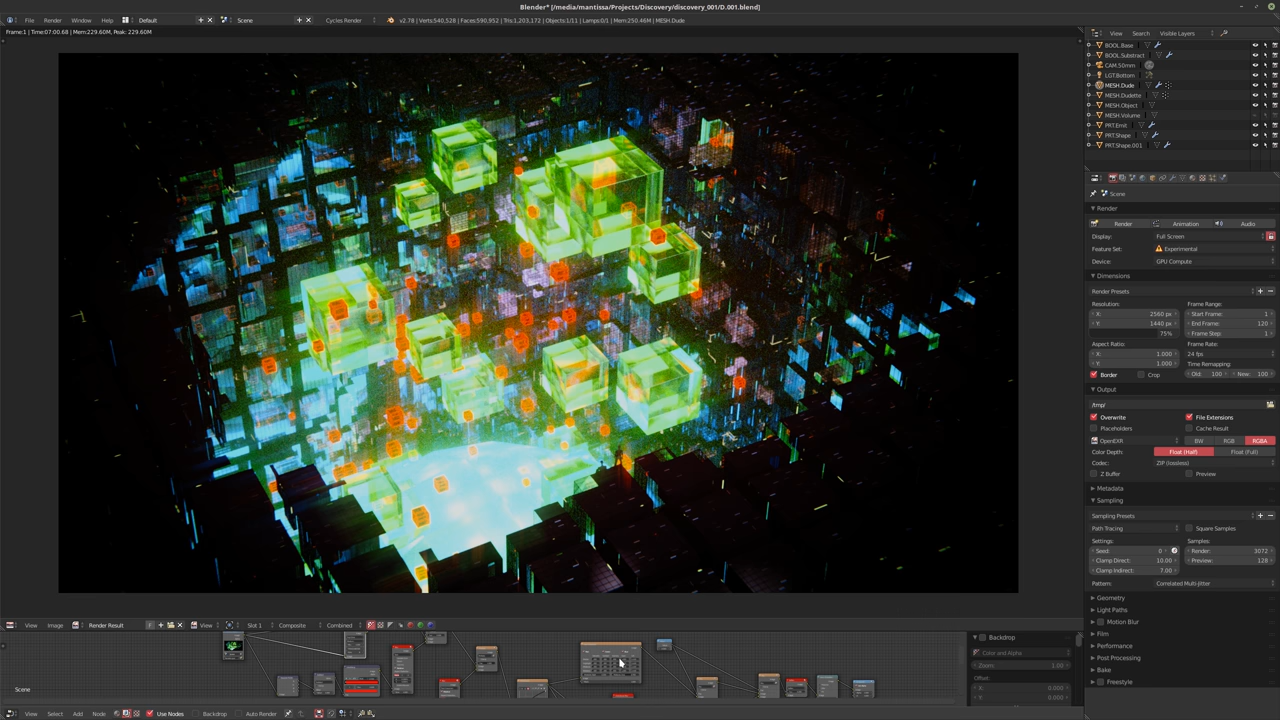 Blender* [/media/mantissa/Projects/Discovery/discovery_001/D.001.blend]
File Render Window Help Default Scene Cycles Render v2.78 | Verts:540,528 | Faces:590,952 | Tris:1,203,172 | Objects:1/11 | Lamps:0/1 | Mem:250.46M | MESH.Dude
Frame:1 | Time:07:00.68 | Mem:229.60M, Peak: 229.60M
View Search Visible Layers
BOOL.Base
BOOL.Substract
CAM.50mm
LGT.Bottom
MESH.Dude
MESH.Dudette
MESH.Object
MESH.Volume
PRT.Emit
PRT.Shape
PRT.Shape.001
Scene
Render
Render Animation Audio
Display: Full Screen
Feature Set: Experimental
Device: GPU Compute
Dimensions
Render Presets
Resolution: Frame Range:
X: 2560 px Start Frame: 1
Y: 1440 px End Frame: 120
75% Frame Step: 1
Aspect Ratio: Frame Rate:
X: 1.000 24 fps
Y: 1.000 Time Remapping:
Border Crop Old: 100 New: 100
Output
/tmp/
Overwrite File Extensions
Placeholders Cache Result
OpenEXR BW RGB RGBA
Color Depth: Float (Half) Float (Full)
Codec: ZIP (lossless)
Z Buffer Preview
Metadata
Sampling
Sampling Presets
Path Tracing Square Samples
Settings: Samples:
Seed: 0 Render: 3072
Clamp Direct: 10.00 Preview: 128
Clamp Indirect: 7.00
Pattern: Correlated Multi-Jitter
Geometry
Light Paths
Motion Blur
Film
Performance
Post Processing
Bake
Freestyle
View Image Render Result F View Slot 1 Composite Combined
Backdrop
Color and Alpha
Zoom: 1.00
Offset:
X: 0.000
Y: 0.000
Scene
View Select Add Node Use Nodes Backdrop Auto Render